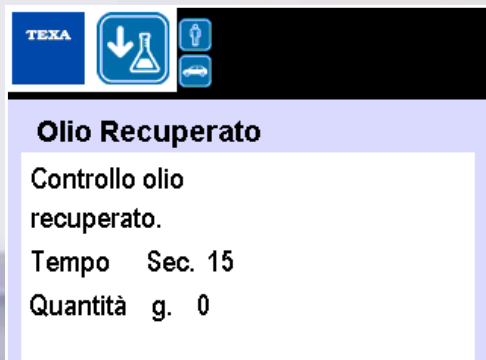 TEXA
Olio Recuperato
Controllo olio
recuperato.
Tempo Sec. 15
Quantità g. 0